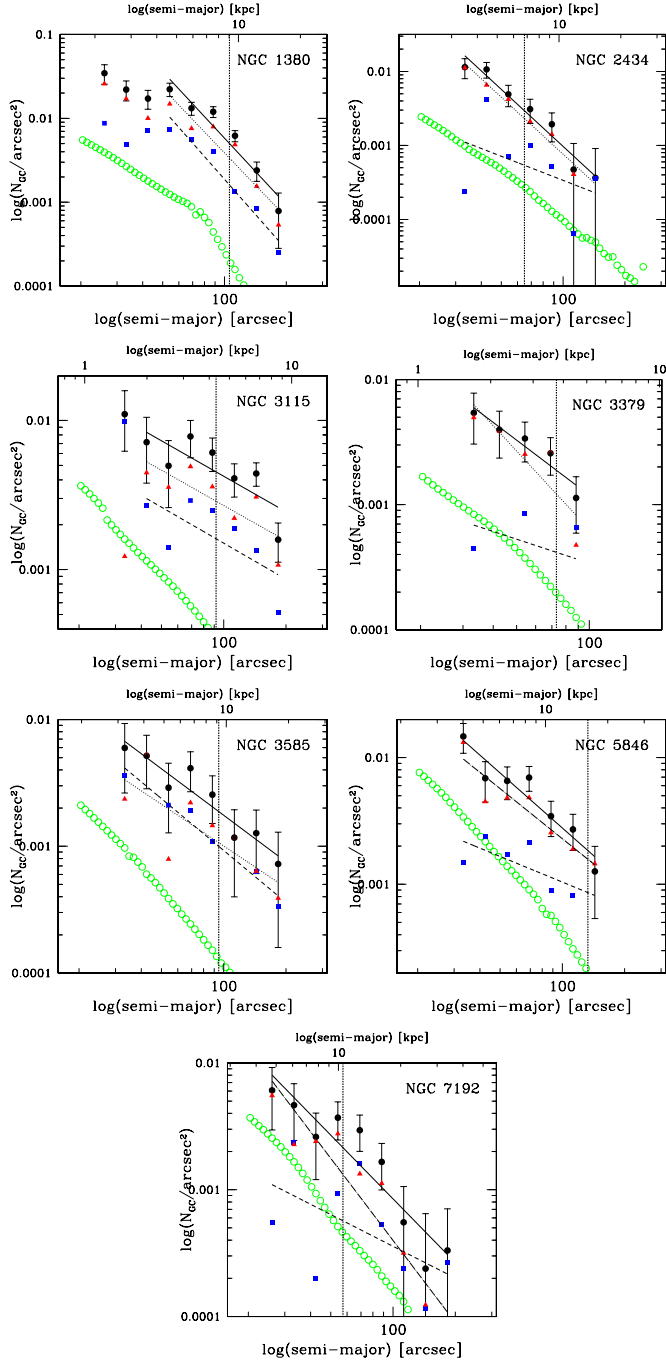 log(semi-major) [kpc]
10
NGC 1380
0.1
0.01
0.001
0.0001
log(N_GC/arcsec²)
100
log(semi-major) [arcsec]
log(semi-major) [kpc]
10
NGC 2434
0.01
0.001
0.0001
log(N_GC/arcsec²)
100
log(semi-major) [arcsec]
log(semi-major) [kpc]
1 10
NGC 3115
0.01
0.001
log(N_GC/arcsec²)
100
log(semi-major) [arcsec]
log(semi-major) [kpc]
1 10
NGC 3379
0.01
0.001
0.0001
log(N_GC/arcsec²)
100
log(semi-major) [arcsec]
log(semi-major) [kpc]
10
NGC 3585
0.01
0.001
0.0001
log(N_GC/arcsec²)
100
log(semi-major) [arcsec]
log(semi-major) [kpc]
10
NGC 5846
0.01
0.001
log(N_GC/arcsec²)
100
log(semi-major) [arcsec]
log(semi-major) [kpc]
10
NGC 7192
0.01
0.001
0.0001
log(N_GC/arcsec²)
100
log(semi-major) [arcsec]